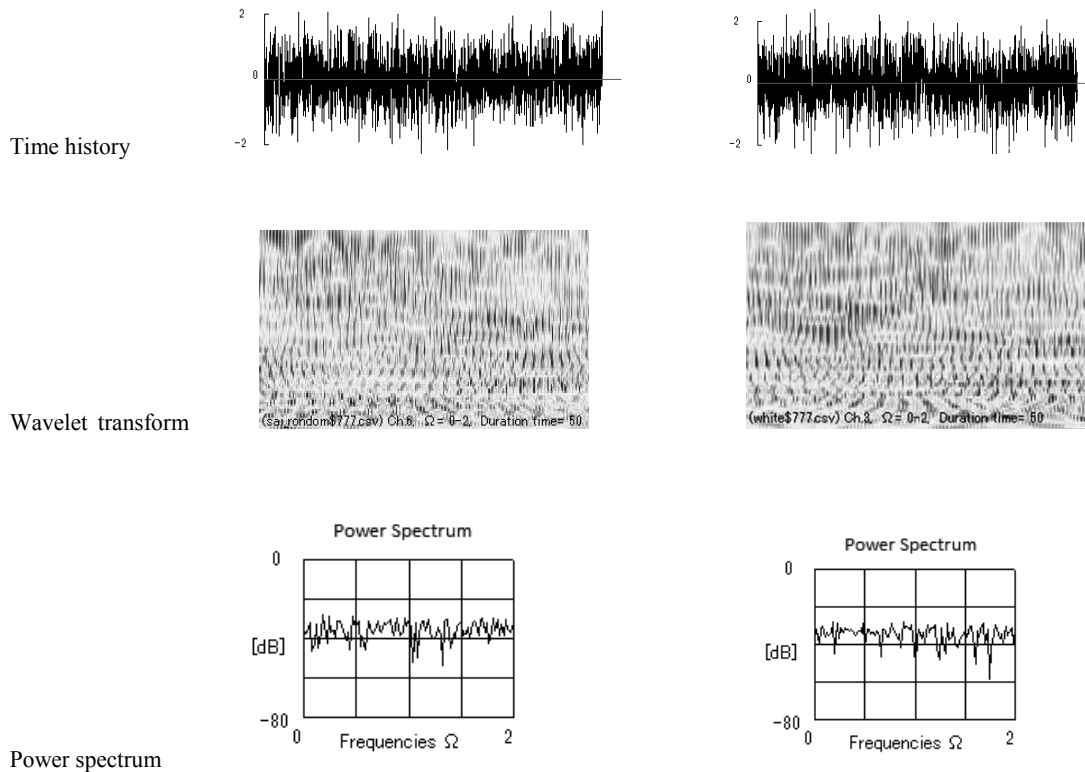 2
2
0
0
-2
-2
Time history
(sai.rondom$777.csv) Ch.6, Ω = 0-2, Duration time= 50
(white$777.csv) Ch.3, Ω = 0-2, Duration time= 50
Wavelet transform
Power Spectrum
Power Spectrum
0
0
[dB]
[dB]
-80
-80
0
Frequencies Ω
2
0
Frequencies Ω
2
Power spectrum